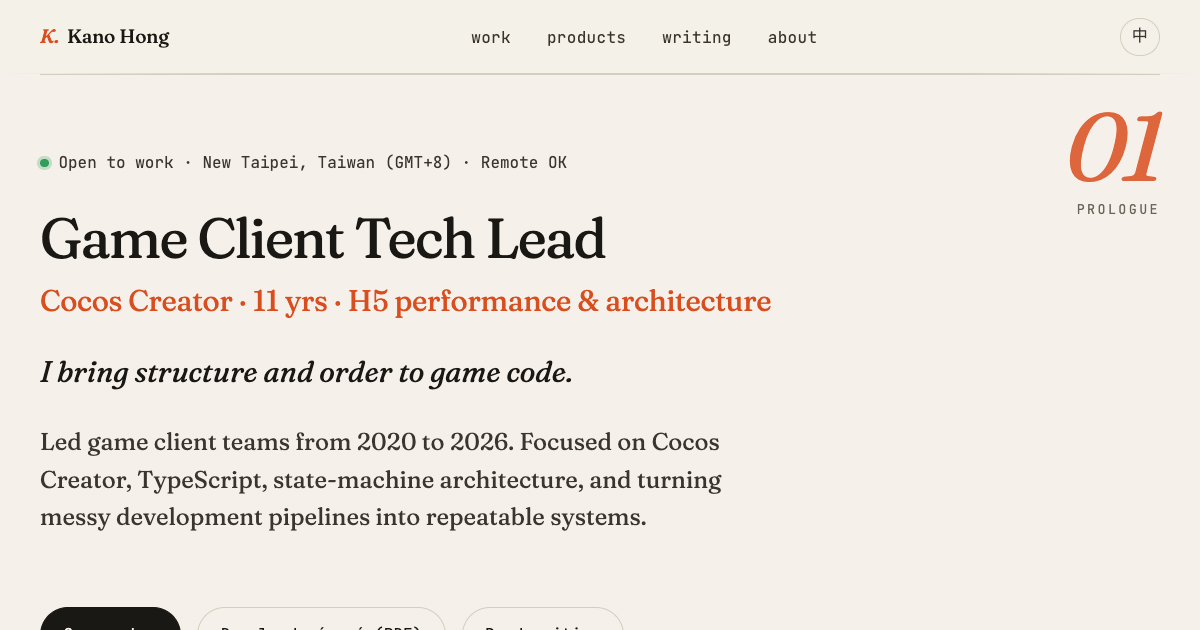 K. Kano Hong
work products writing about
中
01
PROLOGUE
Open to work · New Taipei, Taiwan (GMT+8) · Remote OK
Game Client Tech Lead
Cocos Creator · 11 yrs · H5 performance & architecture
I bring structure and order to game code.
Led game client teams from 2020 to 2026. Focused on Cocos
Creator, TypeScript, state-machine architecture, and turning
messy development pipelines into repeatable systems.